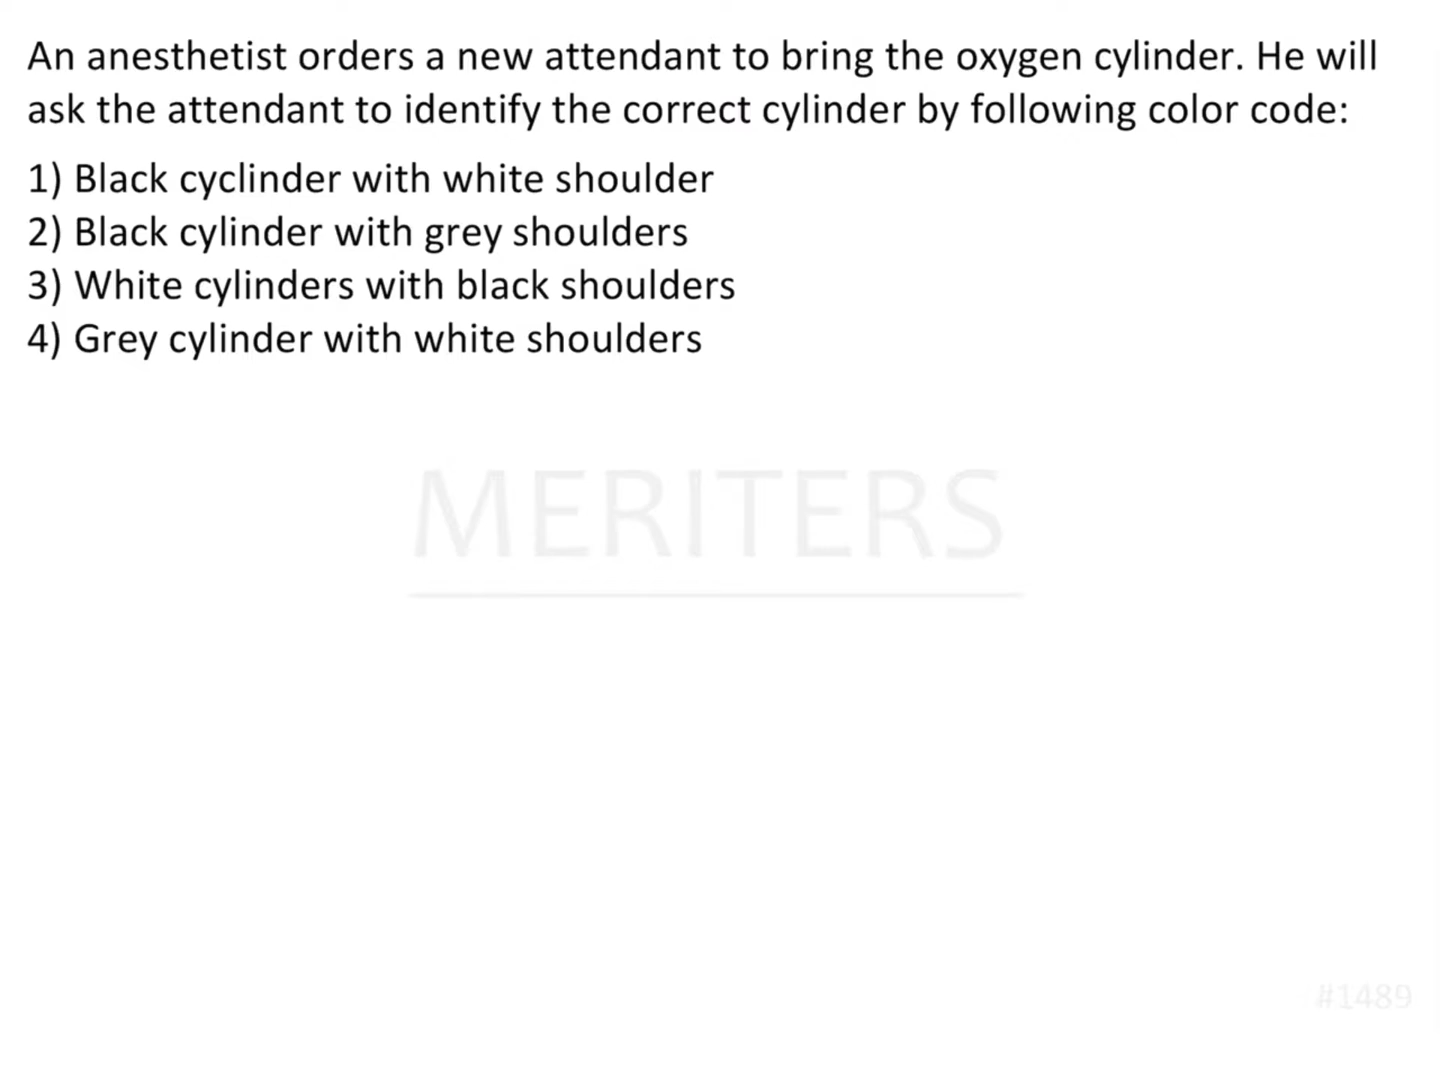 An anesthetist orders a new attendant to bring the oxygen cylinder. He will
ask the attendant to identify the correct cylinder by following color code:
1) Black cyclinder with white shoulder
2) Black cylinder with grey shoulders
3) White cylinders with black shoulders
4) Grey cylinder with white shoulders
MERITERS
#1489